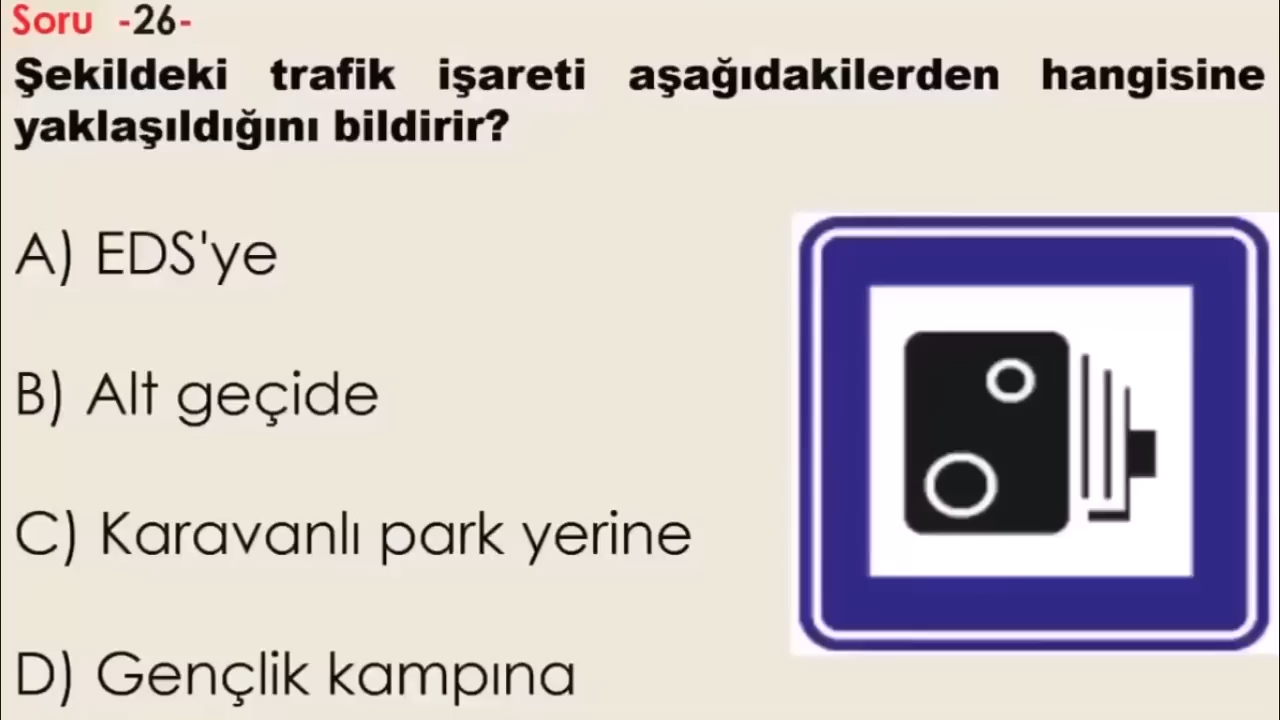 Soru -26-
Şekildeki trafik işareti aşağıdakilerden hangisine
yaklaşıldığını bildirir?
A) EDS'ye
B) Alt geçide
C) Karavanlı park yerine
D) Gençlik kampına